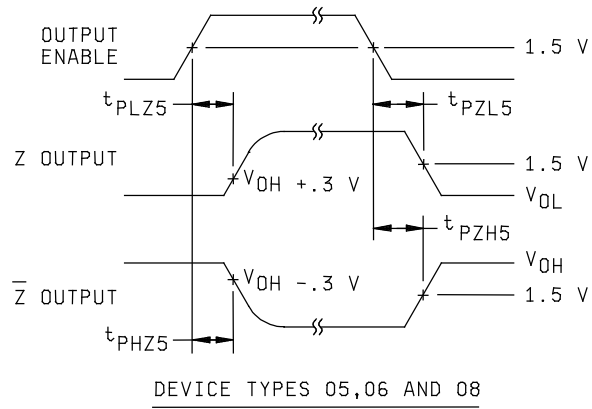 OUTPUT
ENABLE
1.5 V
tPLZ5
tPZL5
Z OUTPUT
VOH +.3 V
1.5 V
VOL
tPZH5
VOH
Z̅ OUTPUT
VOH -.3 V
1.5 V
tPHZ5
DEVICE TYPES 05,06 AND 08